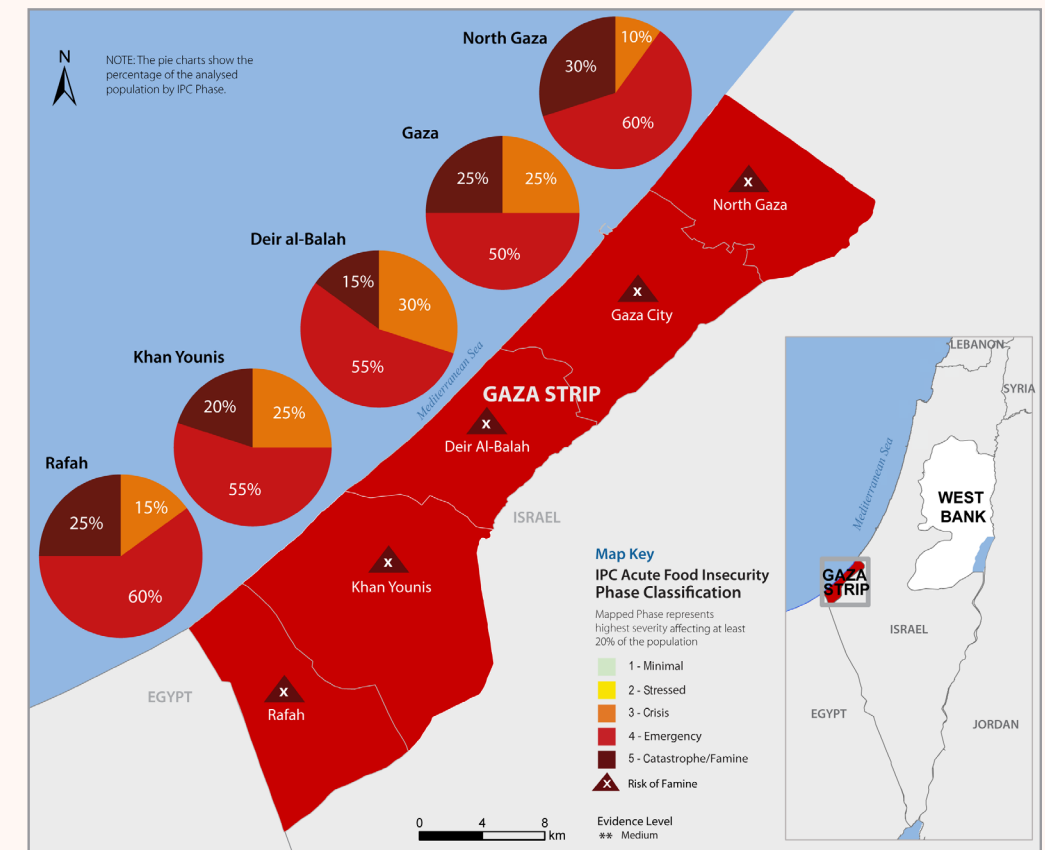 N
NOTE: The pie charts show the
percentage of the analysed
population by IPC Phase.
North Gaza
10%
30%
60%
Gaza
25%
25%
50%
Deir al-Balah
15%
30%
55%
Khan Younis
20%
25%
55%
Rafah
25%
15%
60%
X
North Gaza
X
Gaza City
Mediterranean Sea
GAZA STRIP
X
Deir Al-Balah
ISRAEL
X
Khan Younis
X
Rafah
EGYPT
Map Key
IPC Acute Food Insecurity
Phase Classification
Mapped Phase represents
highest severity affecting at least
20% of the population
1 - Minimal
2 - Stressed
3 - Crisis
4 - Emergency
5 - Catastrophe/Famine
X Risk of Famine
Evidence Level
** Medium
0 4 8
km
LEBANON
SYRIA
Mediterranean Sea
WEST
BANK
GAZA
STRIP
ISRAEL
EGYPT
JORDAN